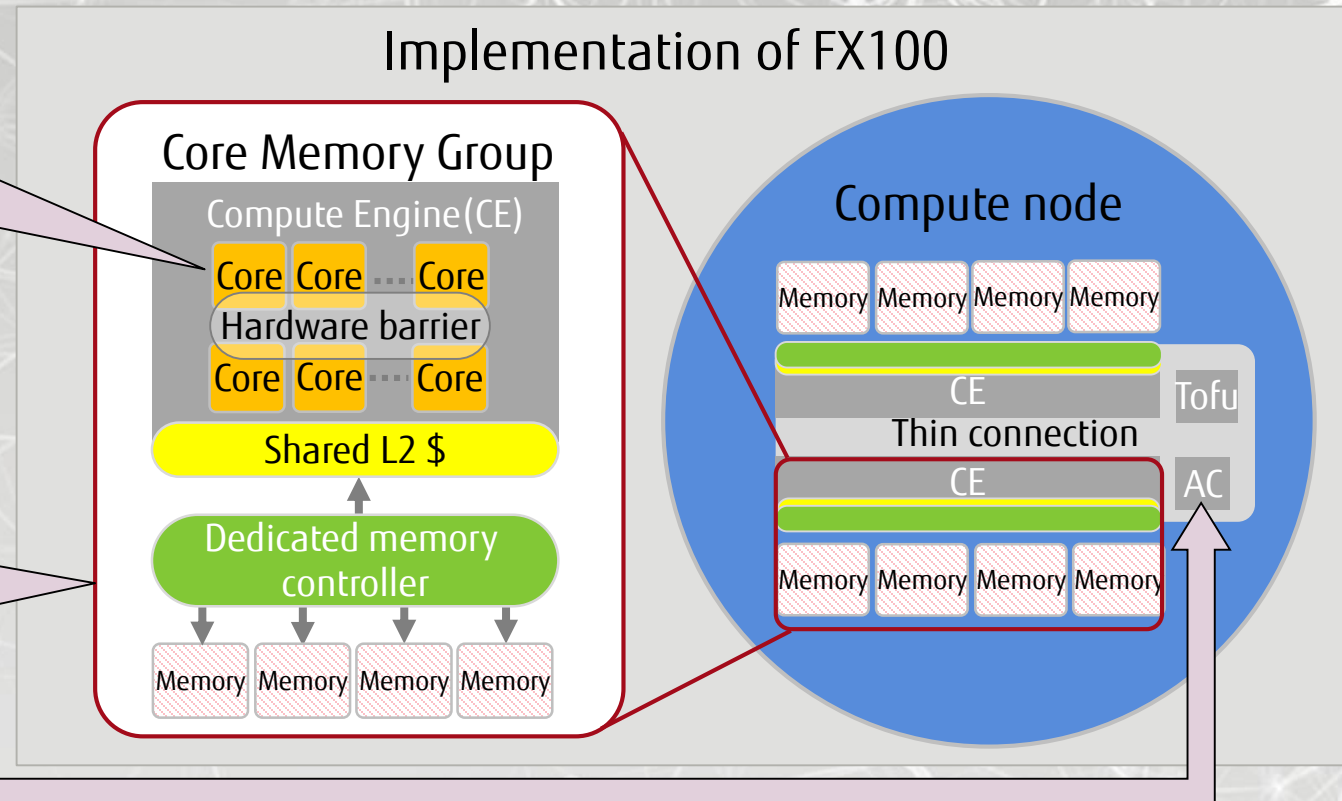 Implementation of FX100
Core Memory Group
Compute Engine(CE)
Core Core Core
Hardware barrier
Core Core Core
Shared L2 $
Dedicated memory
controller
Memory Memory Memory Memory
Compute node
Memory Memory Memory Memory
CE
Tofu
Thin connection
CE
AC
Memory Memory Memory Memory